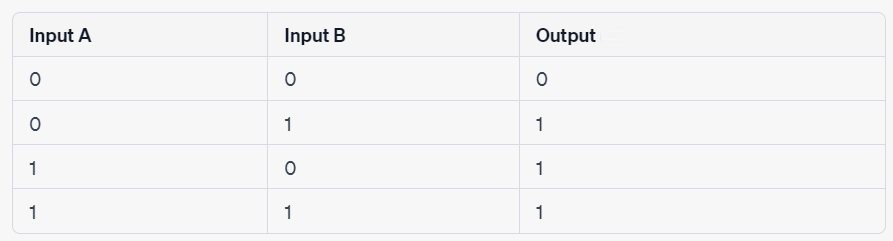 Input A Input B Output
0 0 0
0 1 1
1 0 1
1 1 1